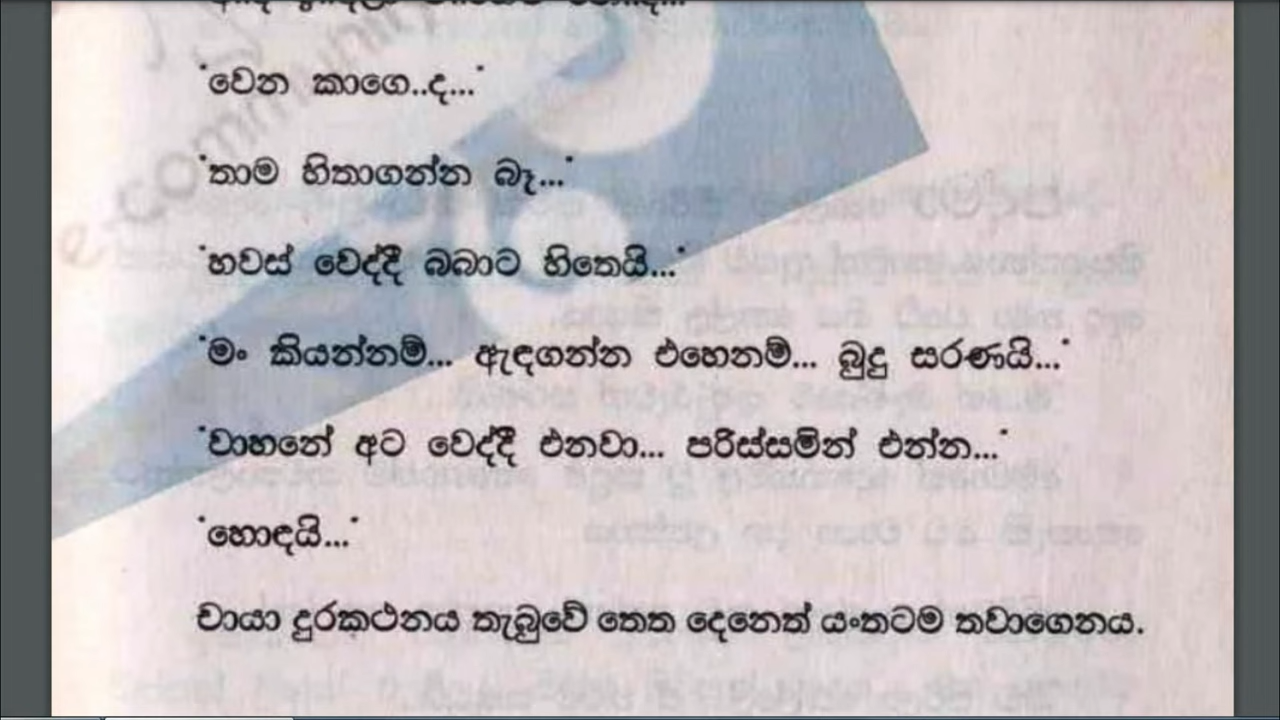 'වෙන කාගෙ..ද...'
'තාම හිතාගන්න බෑ...'
'හවස් වෙද්දී බබාට හිතෙයි...'
'මං කියන්නම්... ඇඳගන්න එහෙනම්... බුදු සරණයි...'
'වාහනේ අට වෙද්දී එනවා... පරිස්සමින් එන්න...'
'හොඳයි...'
චායා දුරකථනය තැබුවේ තෙත දෙනෙත් යංතටම තවාගෙනය.